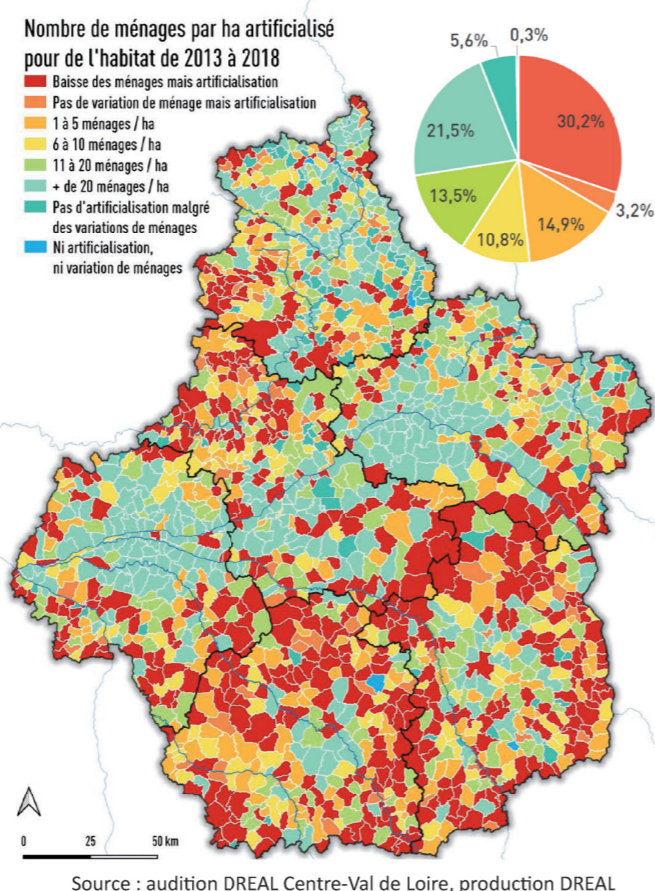 Nombre de ménages par ha artificialisé
pour de l'habitat de 2013 à 2018
Baisse des ménages mais artificialisation
Pas de variation de ménage mais artificialisation
1 à 5 ménages / ha
6 à 10 ménages / ha
11 à 20 ménages / ha
+ de 20 ménages / ha
Pas d'artificialisation malgré
des variations de ménages
Ni artificialisation,
ni variation de ménages
5,6%
0,3%
30,2%
21,5%
13,5%
10,8%
14,9%
3,2%
0 25 50 km
Source : audition DREAL Centre-Val de Loire, production DREAL